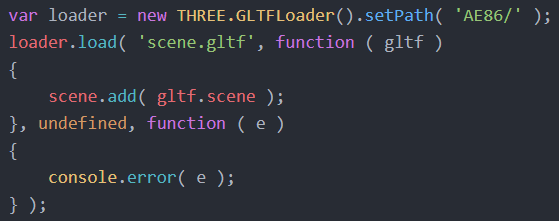 var loader = new THREE.GLTFLoader().setPath( 'AE86/' );
loader.load( 'scene.gltf', function ( gltf )
{
    scene.add( gltf.scene );
}, undefined, function ( e )
{
    console.error( e );
} );